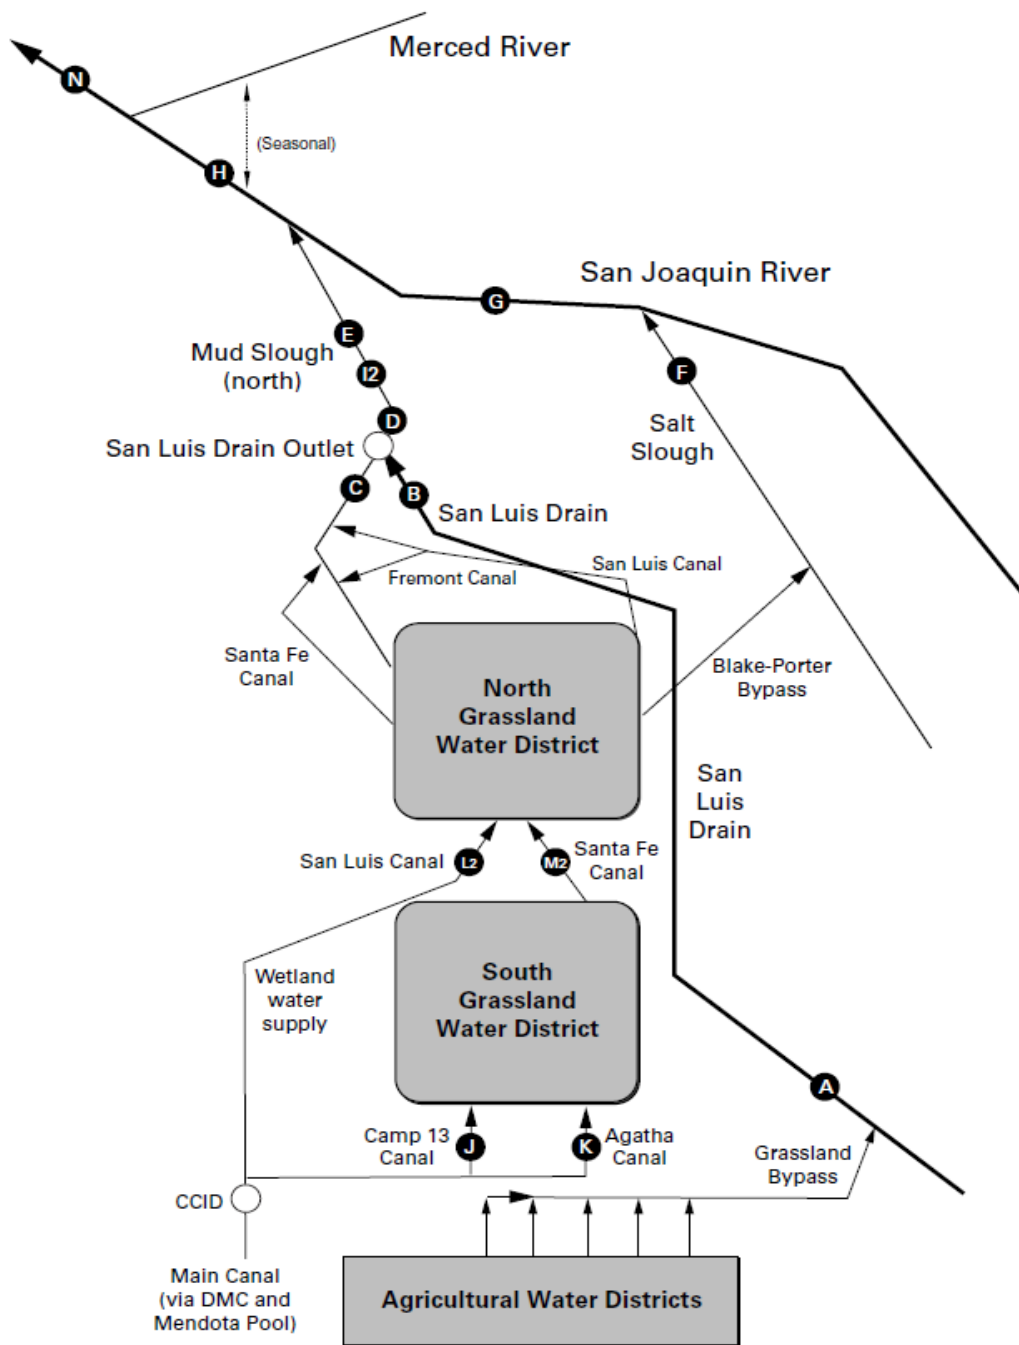 Merced River
N
(Seasonal)
H
San Joaquin River
G
E
Mud Slough
(north)
I2
F
D
Salt
Slough
San Luis Drain Outlet
C
B
San Luis Drain
San Luis Canal
Fremont Canal
Santa Fe
Canal
Blake-Porter
Bypass
North
Grassland
Water District
San
Luis
Drain
San Luis Canal
L2
M2
Santa Fe
Canal
Wetland
water
supply
South
Grassland
Water District
A
Camp 13
Canal
J
K
Agatha
Canal
Grassland
Bypass
CCID
Main Canal
(via DMC and
Mendota Pool)
Agricultural Water Districts